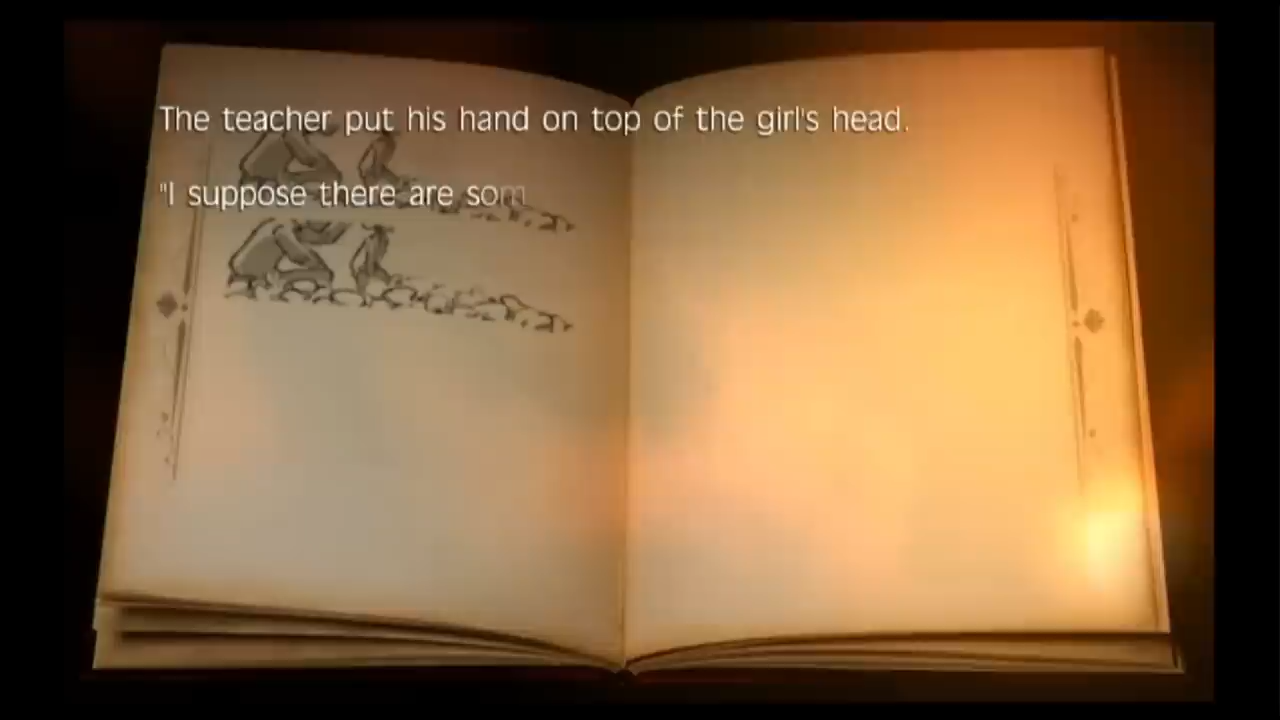 The teacher put his hand on top of the girl's head.
"I suppose there are som